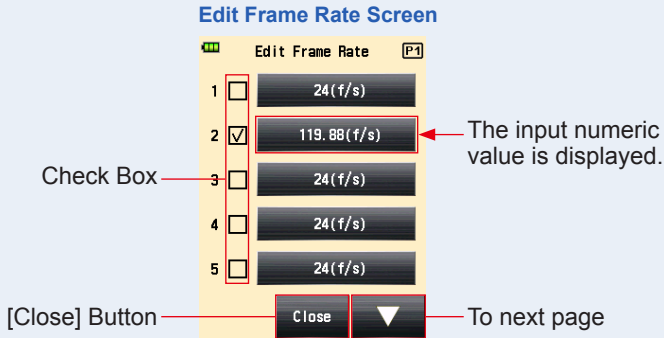 Edit Frame Rate Screen
Edit Frame Rate P1
1 24(f/s)
2 119.88(f/s)
The input numeric
value is displayed.
Check Box
3 24(f/s)
4 24(f/s)
5 24(f/s)
[Close] Button
Close
To next page